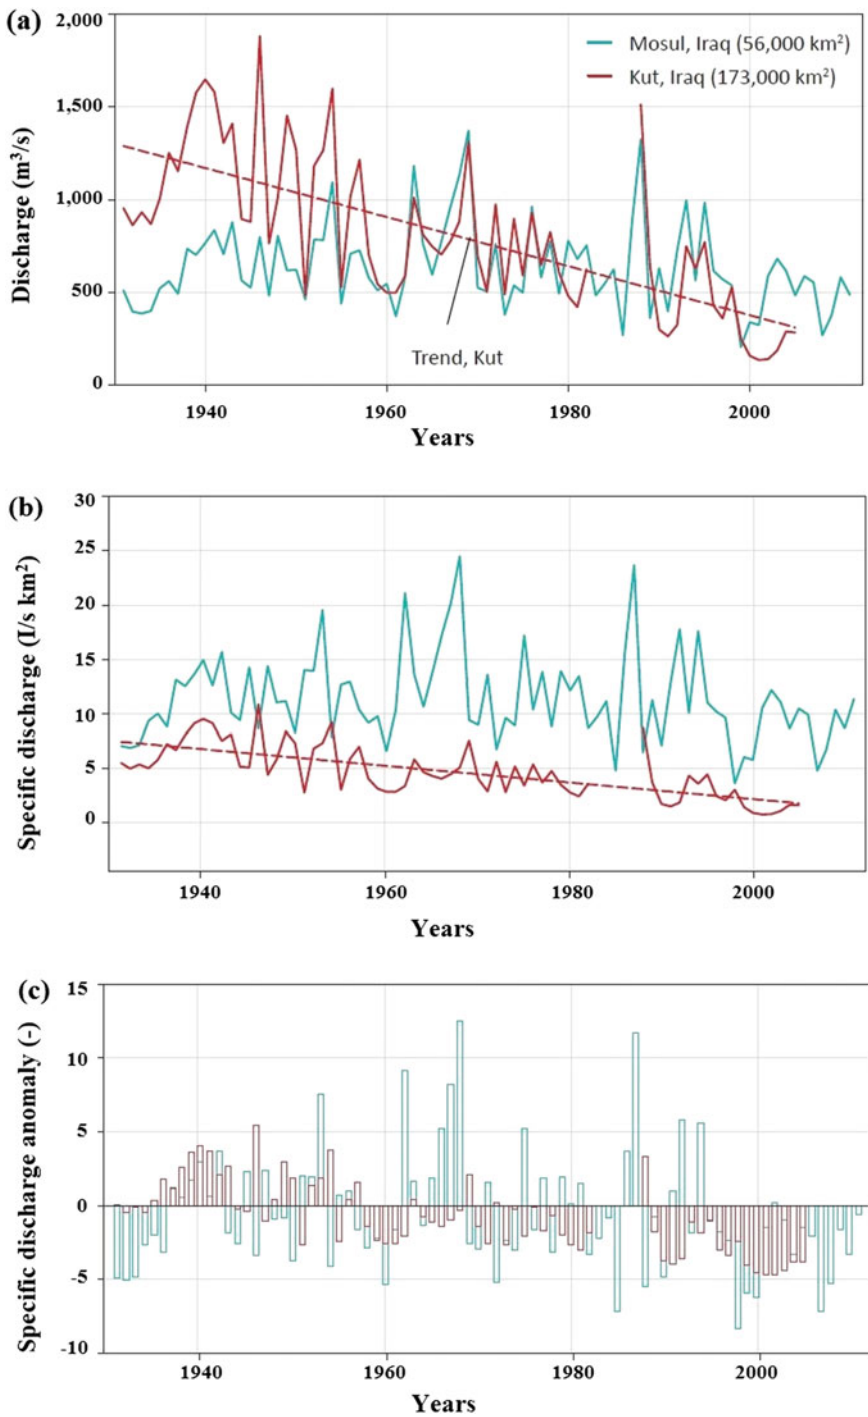 (a)
2,000
1,500
1,000
500
0
Discharge (m³/s)
Mosul, Iraq (56,000 km²)
Kut, Iraq (173,000 km²)
Trend, Kut
1940 1960 1980 2000
Years
(b)
30
25
20
15
10
5
0
Specific discharge (I/s km²)
1940 1960 1980 2000
Years
(c)
15
10
5
0
-5
-10
Specific discharge anomaly (-)
1940 1960 1980 2000
Years